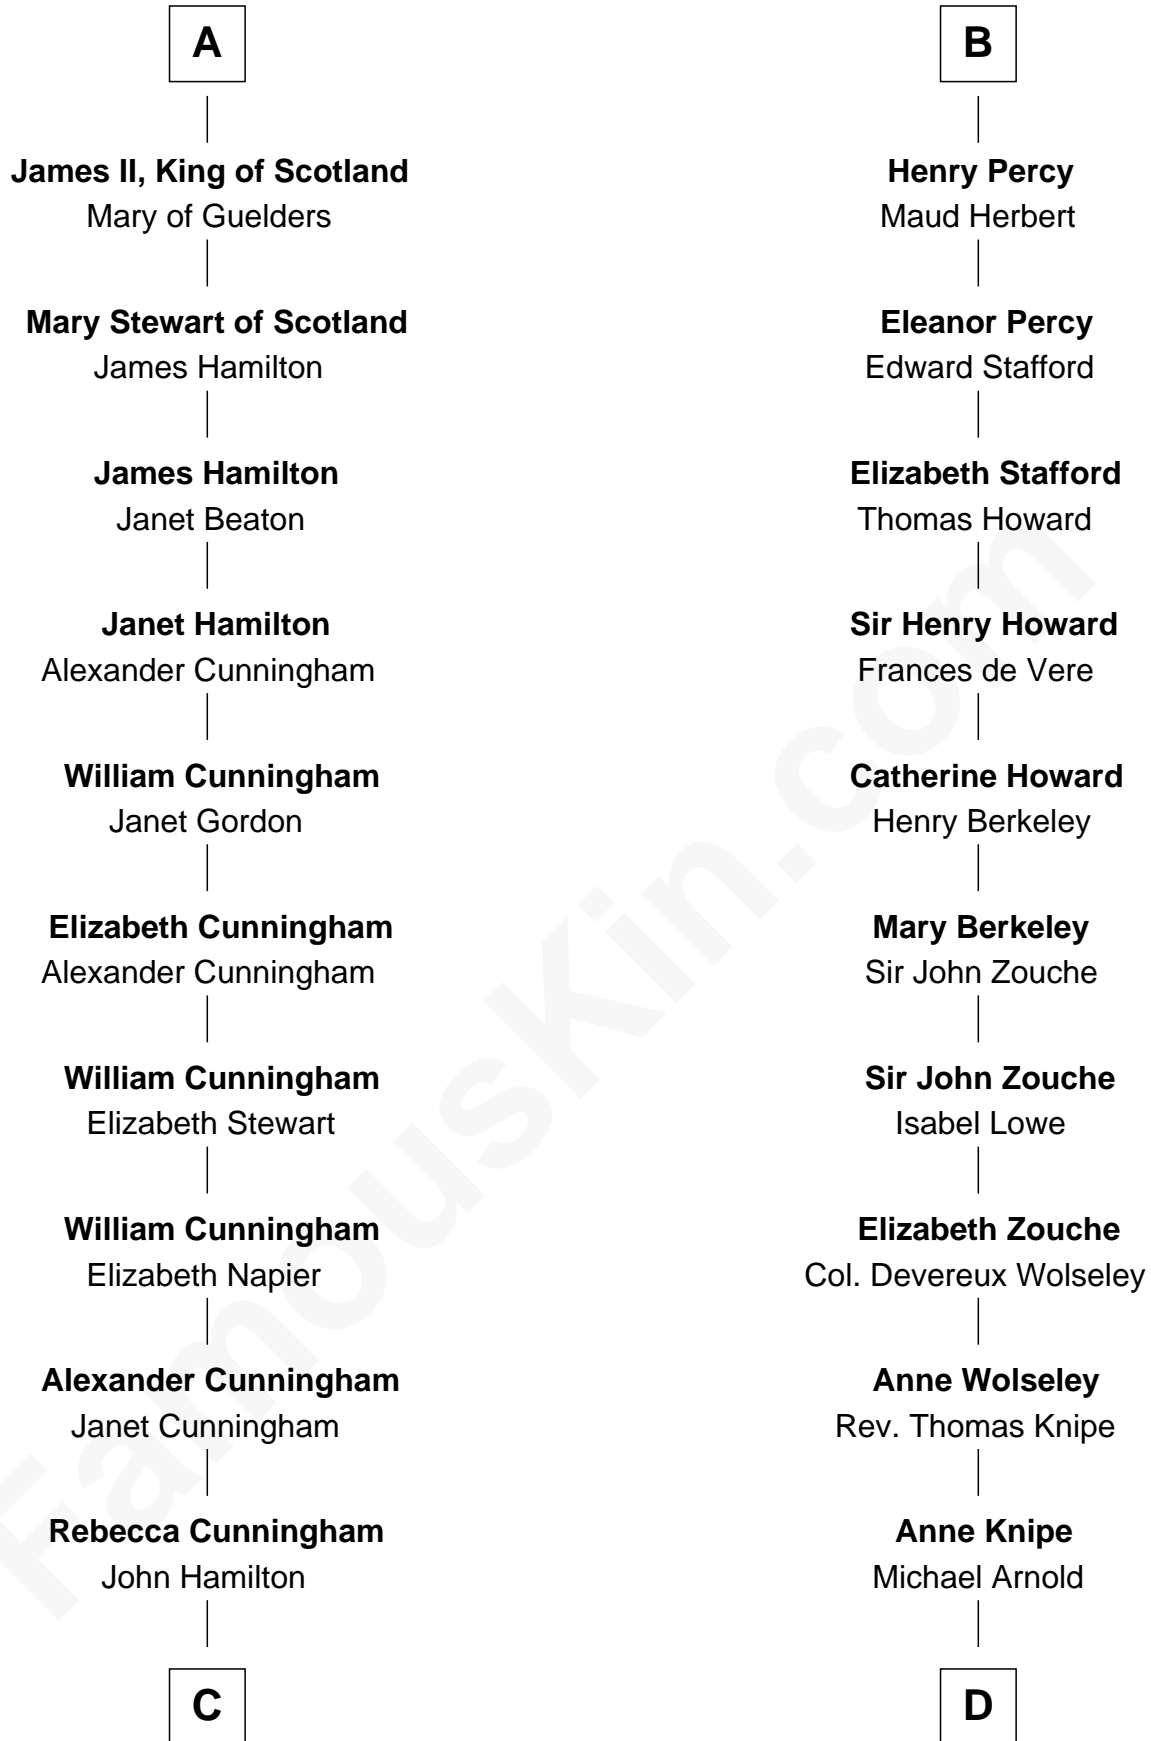 A
James II, King of Scotland
Mary of Guelders
Mary Stewart of Scotland
James Hamilton
James Hamilton
Janet Beaton
Janet Hamilton
Alexander Cunningham
William Cunningham
Janet Gordon
Elizabeth Cunningham
Alexander Cunningham
William Cunningham
Elizabeth Stewart
William Cunningham
Elizabeth Napier
Alexander Cunningham
Janet Cunningham
Rebecca Cunningham
John Hamilton
C
B
Henry Percy
Maud Herbert
Eleanor Percy
Edward Stafford
Elizabeth Stafford
Thomas Howard
Sir Henry Howard
Frances de Vere
Catherine Howard
Henry Berkeley
Mary Berkeley
Sir John Zouche
Sir John Zouche
Isabel Lowe
Elizabeth Zouche
Col. Devereux Wolseley
Anne Wolseley
Rev. Thomas Knipe
Anne Knipe
Michael Arnold
D
FamousKin.com